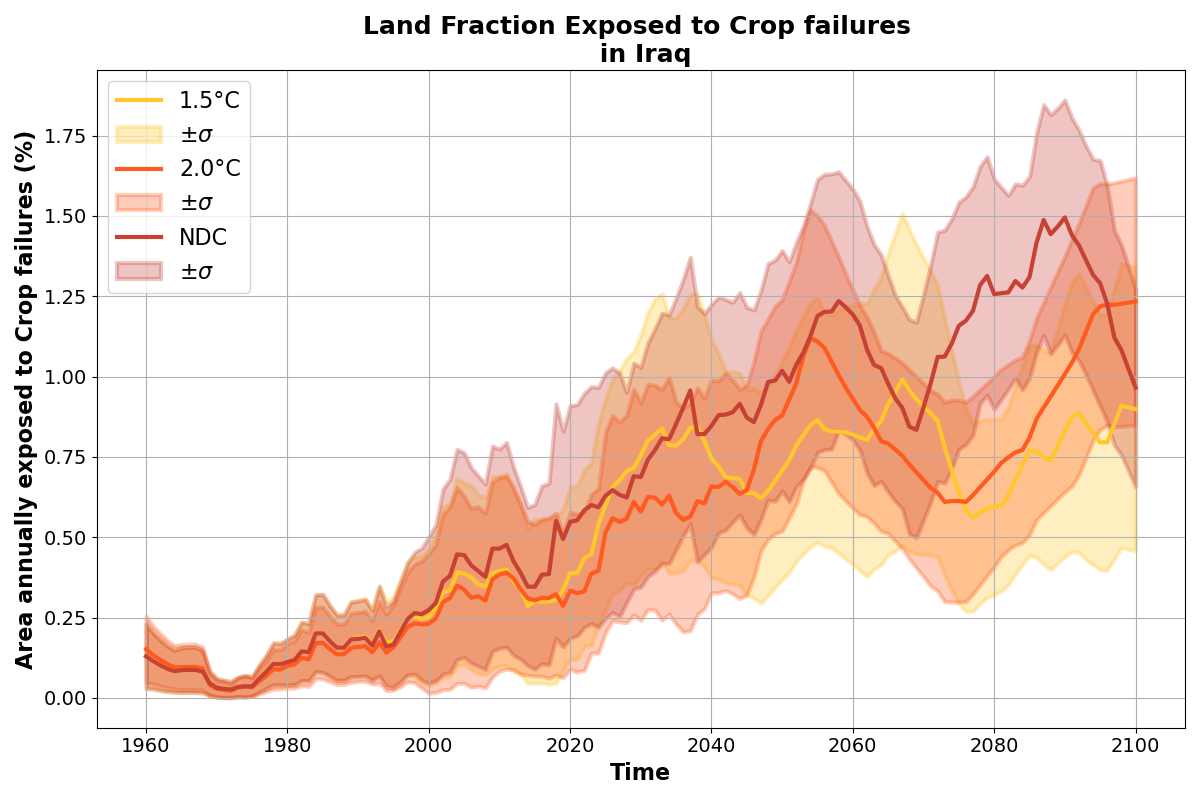 Land Fraction Exposed to Crop failures
in Iraq
1.5°C
±σ
2.0°C
±σ
NDC
±σ
Area annually exposed to Crop failures (%)
1.75
1.50
1.25
1.00
0.75
0.50
0.25
0.00
1960 1980 2000 2020 2040 2060 2080 2100
Time